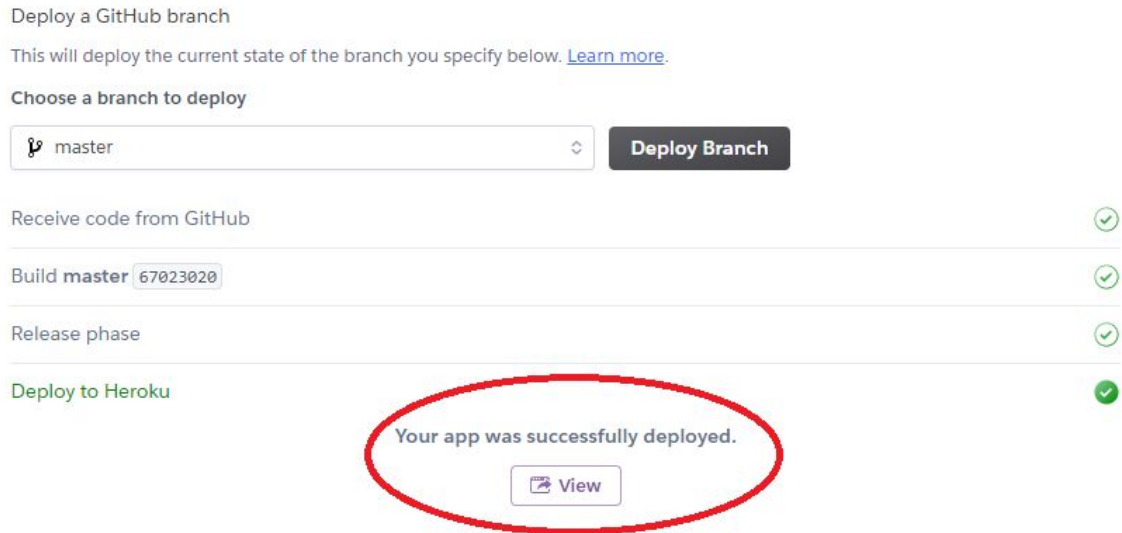 Deploy a GitHub branch
This will deploy the current state of the branch you specify below. Learn more.
Choose a branch to deploy
master
Deploy Branch
Receive code from GitHub
Build master 67023020
Release phase
Deploy to Heroku
Your app was successfully deployed.
View